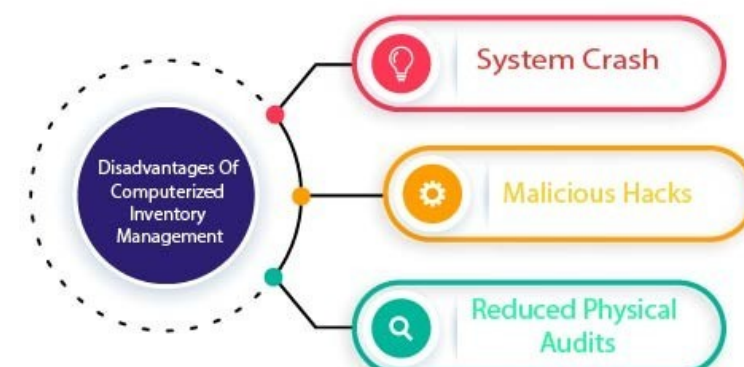 Disadvantages Of
Computerized
Inventory
Management
System Crash
Malicious Hacks
Reduced Physical
Audits